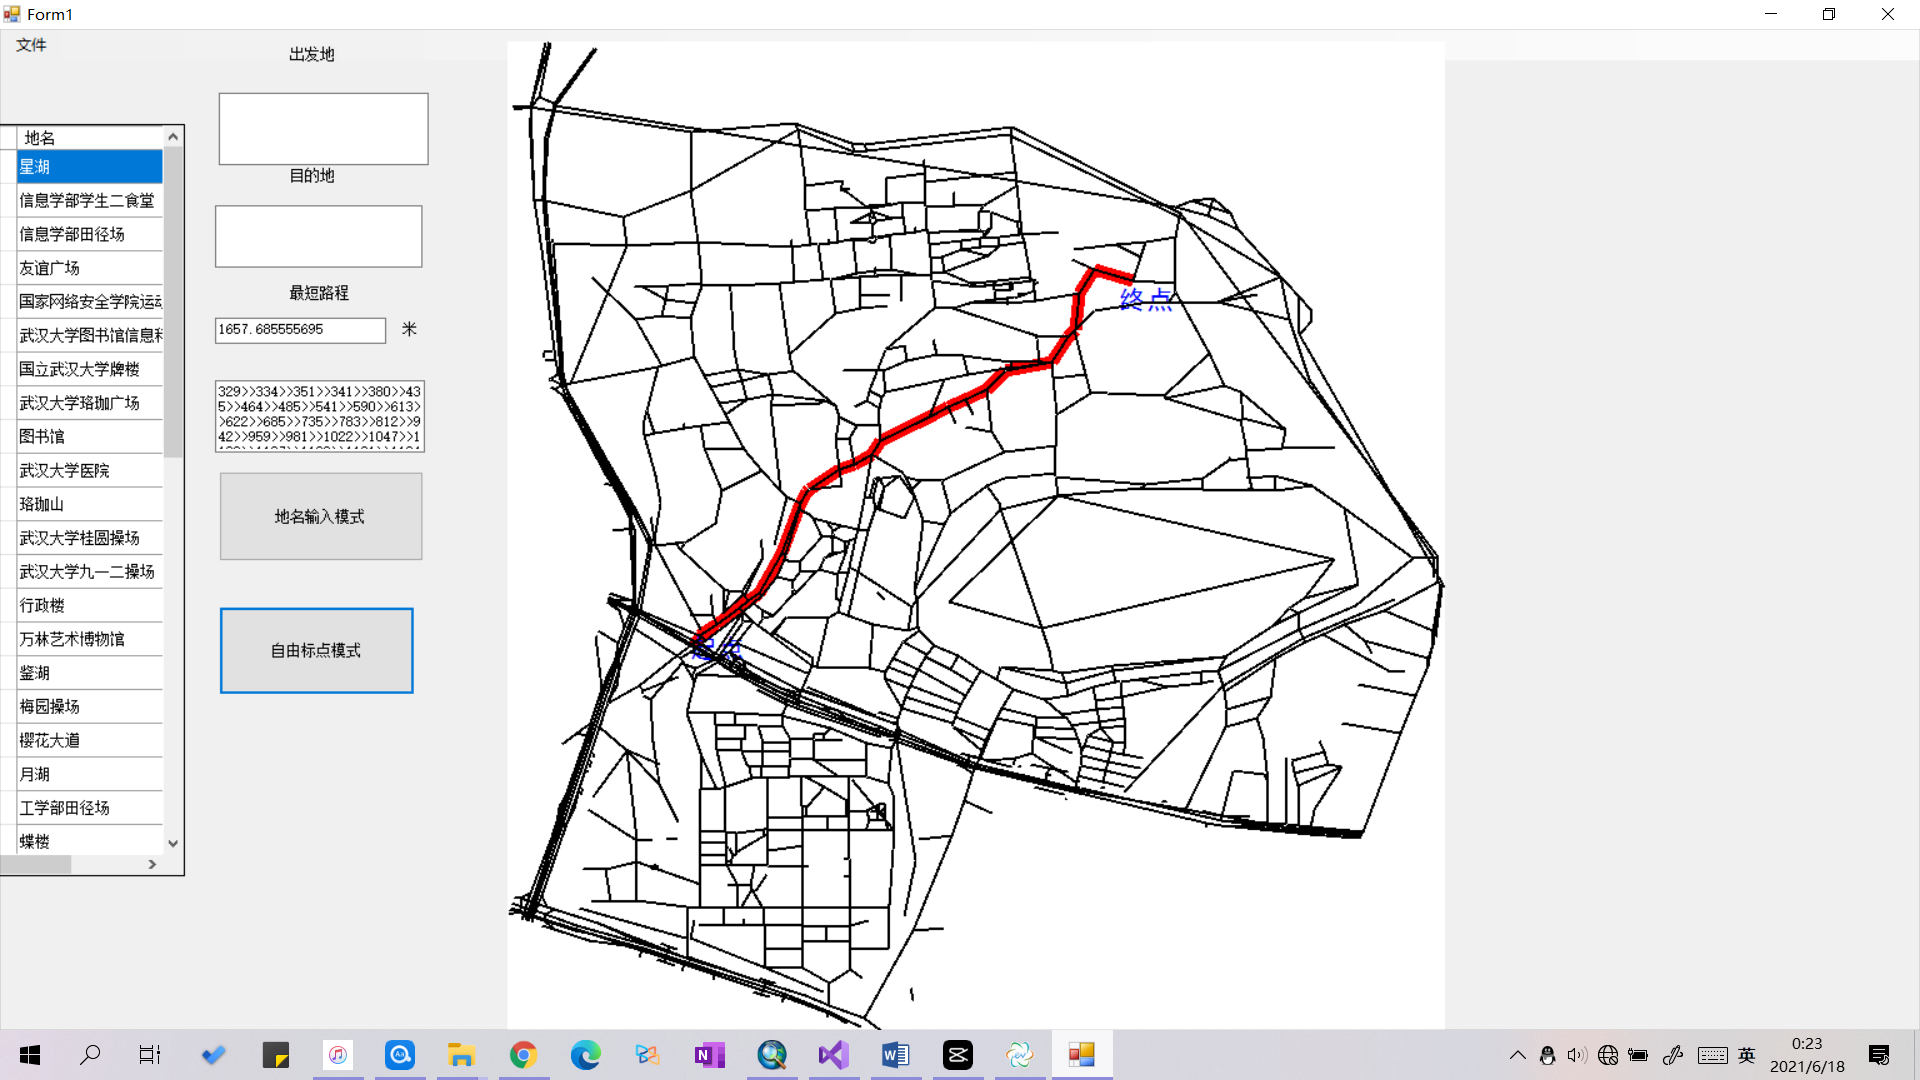 Form1
文件
出发地
目的地
最短路程
1657.685555695
米
329>>334>>351>>341>>380>>43
5>>464>>485>>541>>590>>613>
>622>>685>>735>>783>>812>>9
42>>959>>981>>1022>>1047>>1
地名输入模式
自由标点模式
地名
星湖
信息学部学生二食堂
信息学部田径场
友谊广场
国家网络安全学院运动
武汉大学图书馆信息科
国立武汉大学牌楼
武汉大学珞珈广场
图书馆
武汉大学医院
珞珈山
武汉大学桂圆操场
武汉大学九一二操场
行政楼
万林艺术博物馆
鉴湖
梅园操场
樱花大道
月湖
工学部田径场
蝶楼
终点
起点
英
0:23
2021/6/18